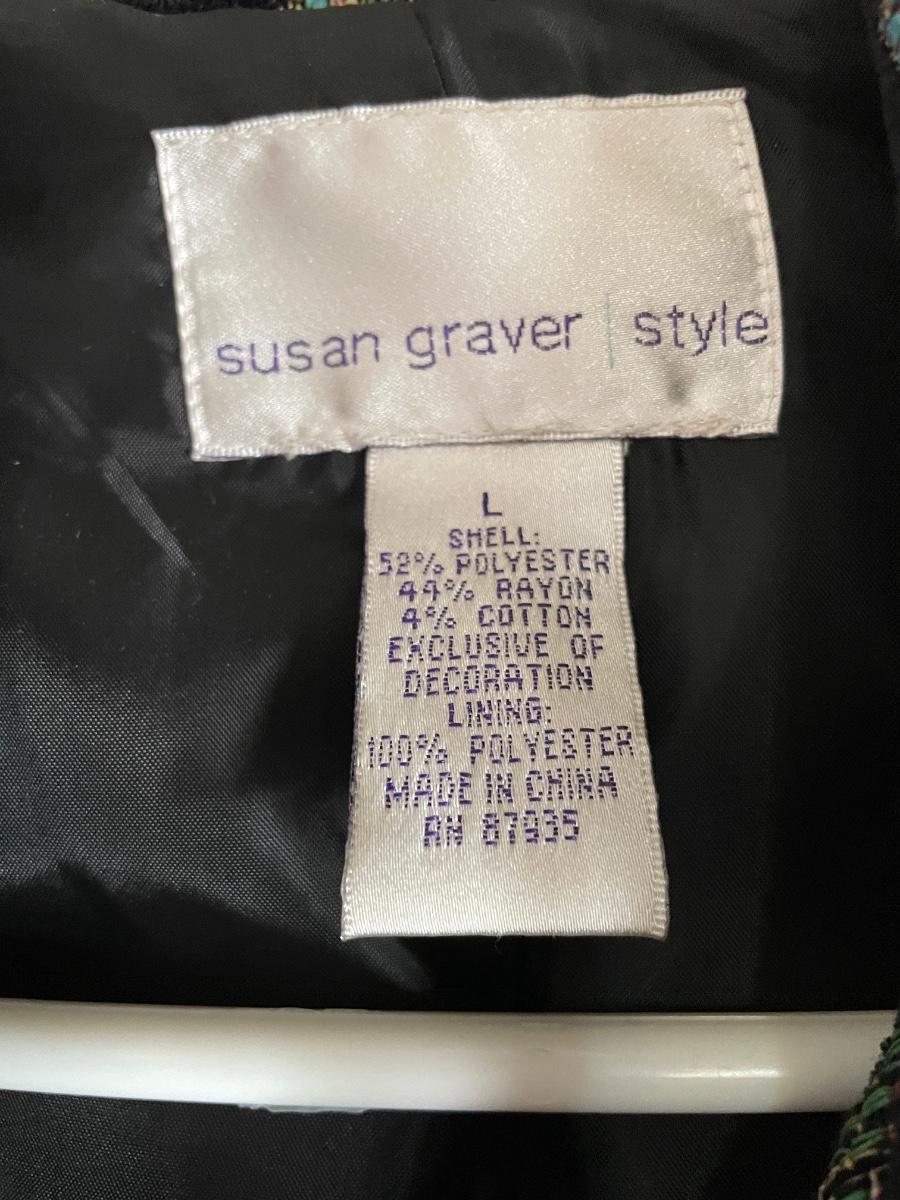 susan graver | style
L
SHELL:
52% POLYESTER
44% RAYON
4% COTTON
EXCLUSIVE OF
DECORATION
LINING:
100% POLYESTER
MADE IN CHINA
RN 87935